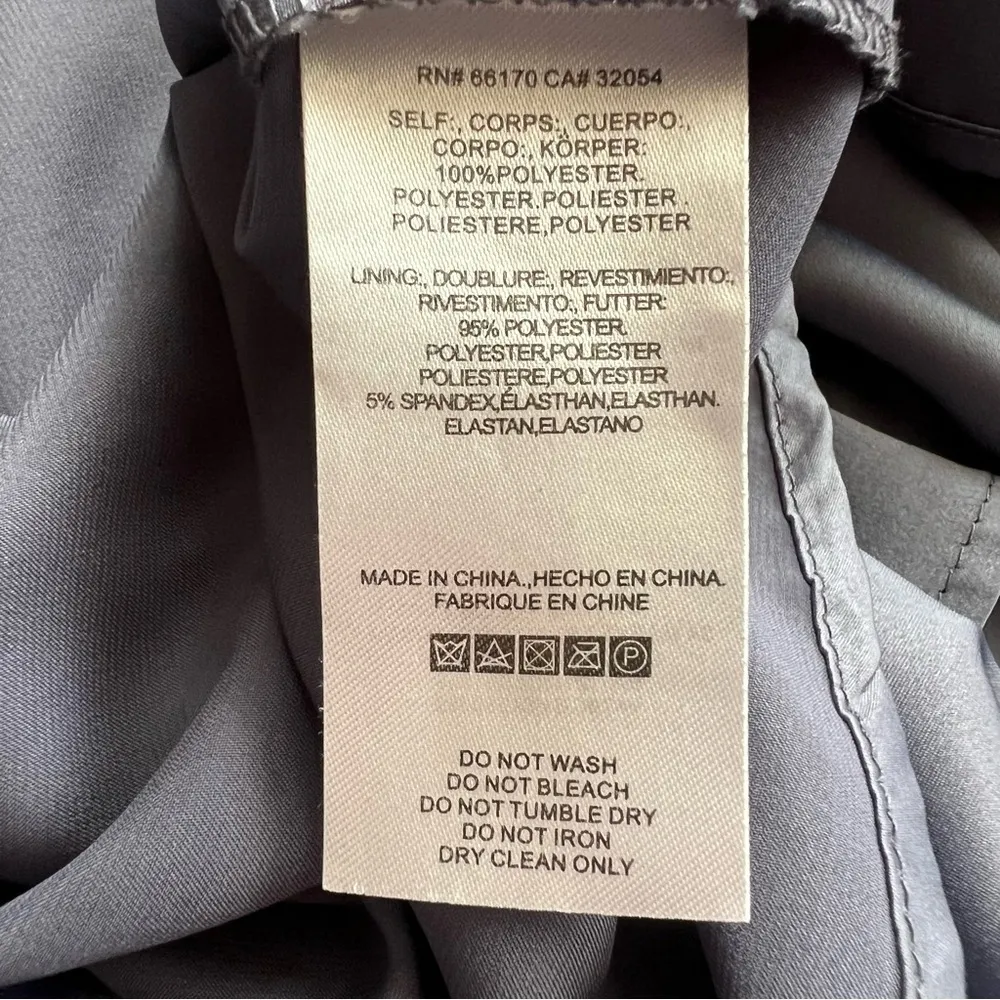 RN# 66170 CA# 32054
SELF:, CORPS:, CUERPO:,
CORPO:, KÖRPER:
100%POLYESTER.
POLYESTER.POLIESTER .
POLIESTERE,POLYESTER
LINING:, DOUBLURE:, REVESTIMIENTO:,
RIVESTIMENTO:, FUTTER:
95% POLYESTER.
POLYESTER,POLIESTER
POLIESTERE,POLYESTER
5% SPANDEX,ÉLASTHAN,ELASTHAN.
ELASTAN,ELASTANO
MADE IN CHINA.,HECHO EN CHINA.
FABRIQUE EN CHINE
P
DO NOT WASH
DO NOT BLEACH
DO NOT TUMBLE DRY
DO NOT IRON
DRY CLEAN ONLY